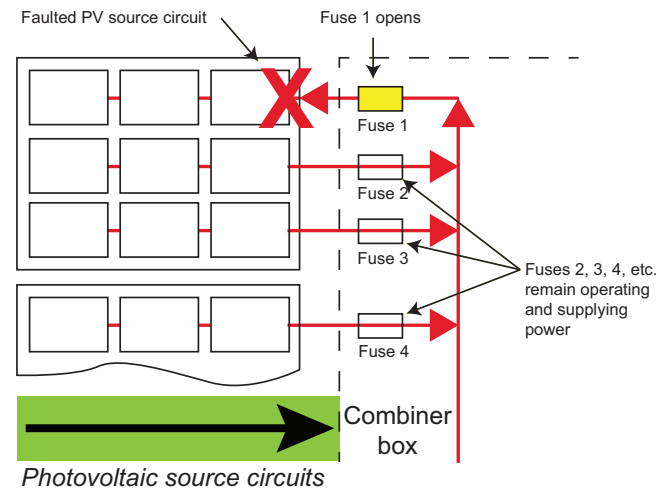 Faulted PV source circuit
Fuse 1 opens
Fuse 1
Fuse 2
Fuse 3
Fuses 2, 3, 4, etc.
remain operating
and supplying
power
Fuse 4
Combiner
box
Photovoltaic source circuits